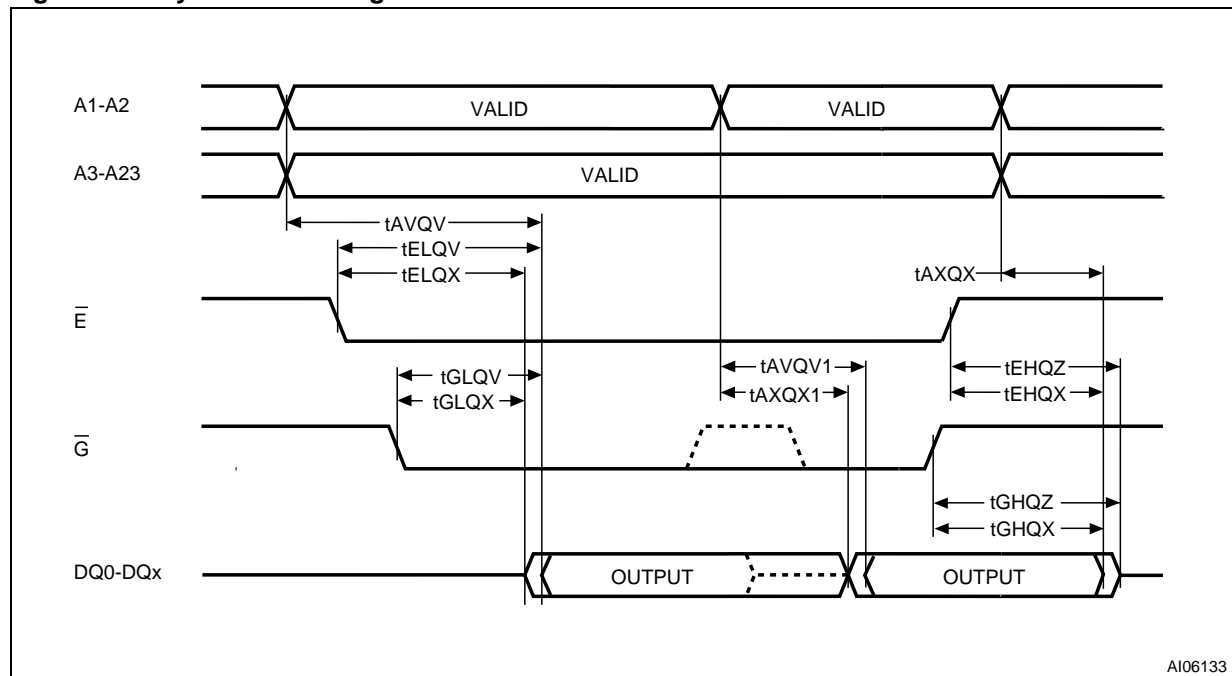 A1-A2
VALID
VALID
A3-A23
VALID
tAVQV
tELQV
tELQX
tAXQX
E
tAVQV1
tEHQZ
tGLQV
tAXQX1
tEHQX
tGLQX
G
tGHQZ
tGHQX
DQ0-DQx
OUTPUT
OUTPUT
AI06133